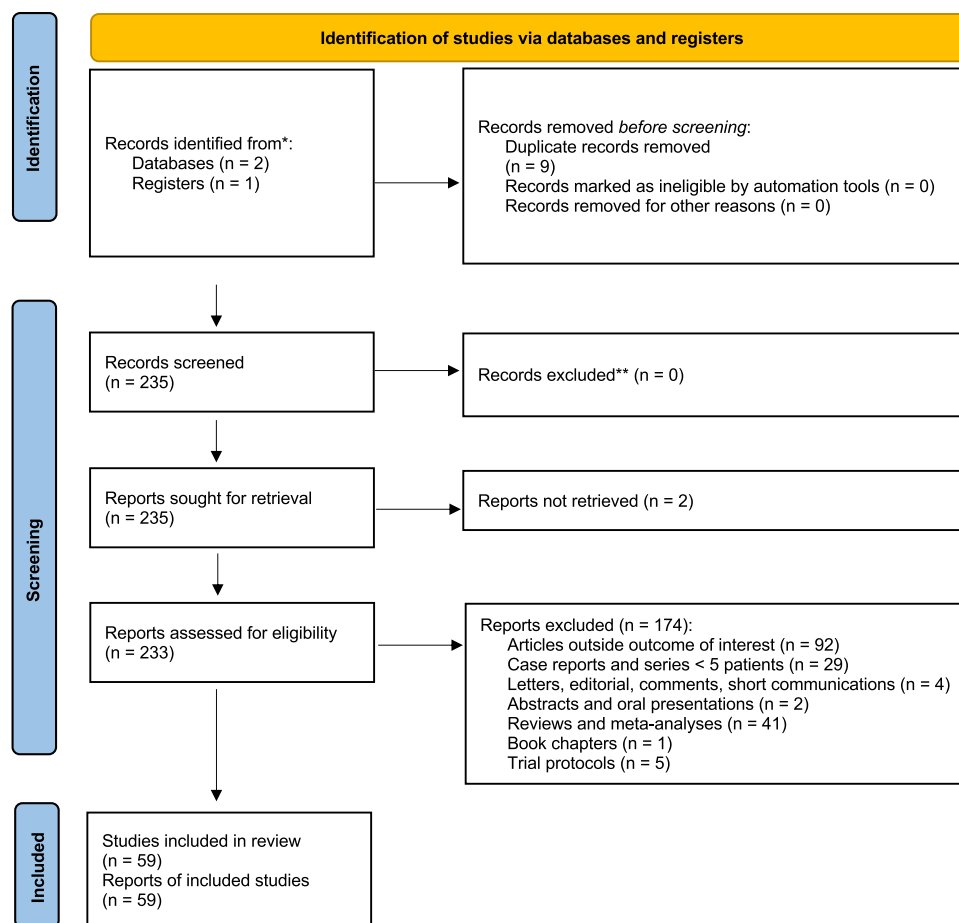 Identification of studies via databases and registers
Identification
Records identified from*:
Databases (n = 2)
Registers (n = 1)
Records removed before screening:
Duplicate records removed
(n = 9)
Records marked as ineligible by automation tools (n = 0)
Records removed for other reasons (n = 0)
Screening
Records screened
(n = 235)
Records excluded** (n = 0)
Reports sought for retrieval
(n = 235)
Reports not retrieved (n = 2)
Reports assessed for eligibility
(n = 233)
Reports excluded (n = 174):
Articles outside outcome of interest (n = 92)
Case reports and series < 5 patients (n = 29)
Letters, editorial, comments, short communications (n = 4)
Abstracts and oral presentations (n = 2)
Reviews and meta-analyses (n = 41)
Book chapters (n = 1)
Trial protocols (n = 5)
Included
Studies included in review
(n = 59)
Reports of included studies
(n = 59)